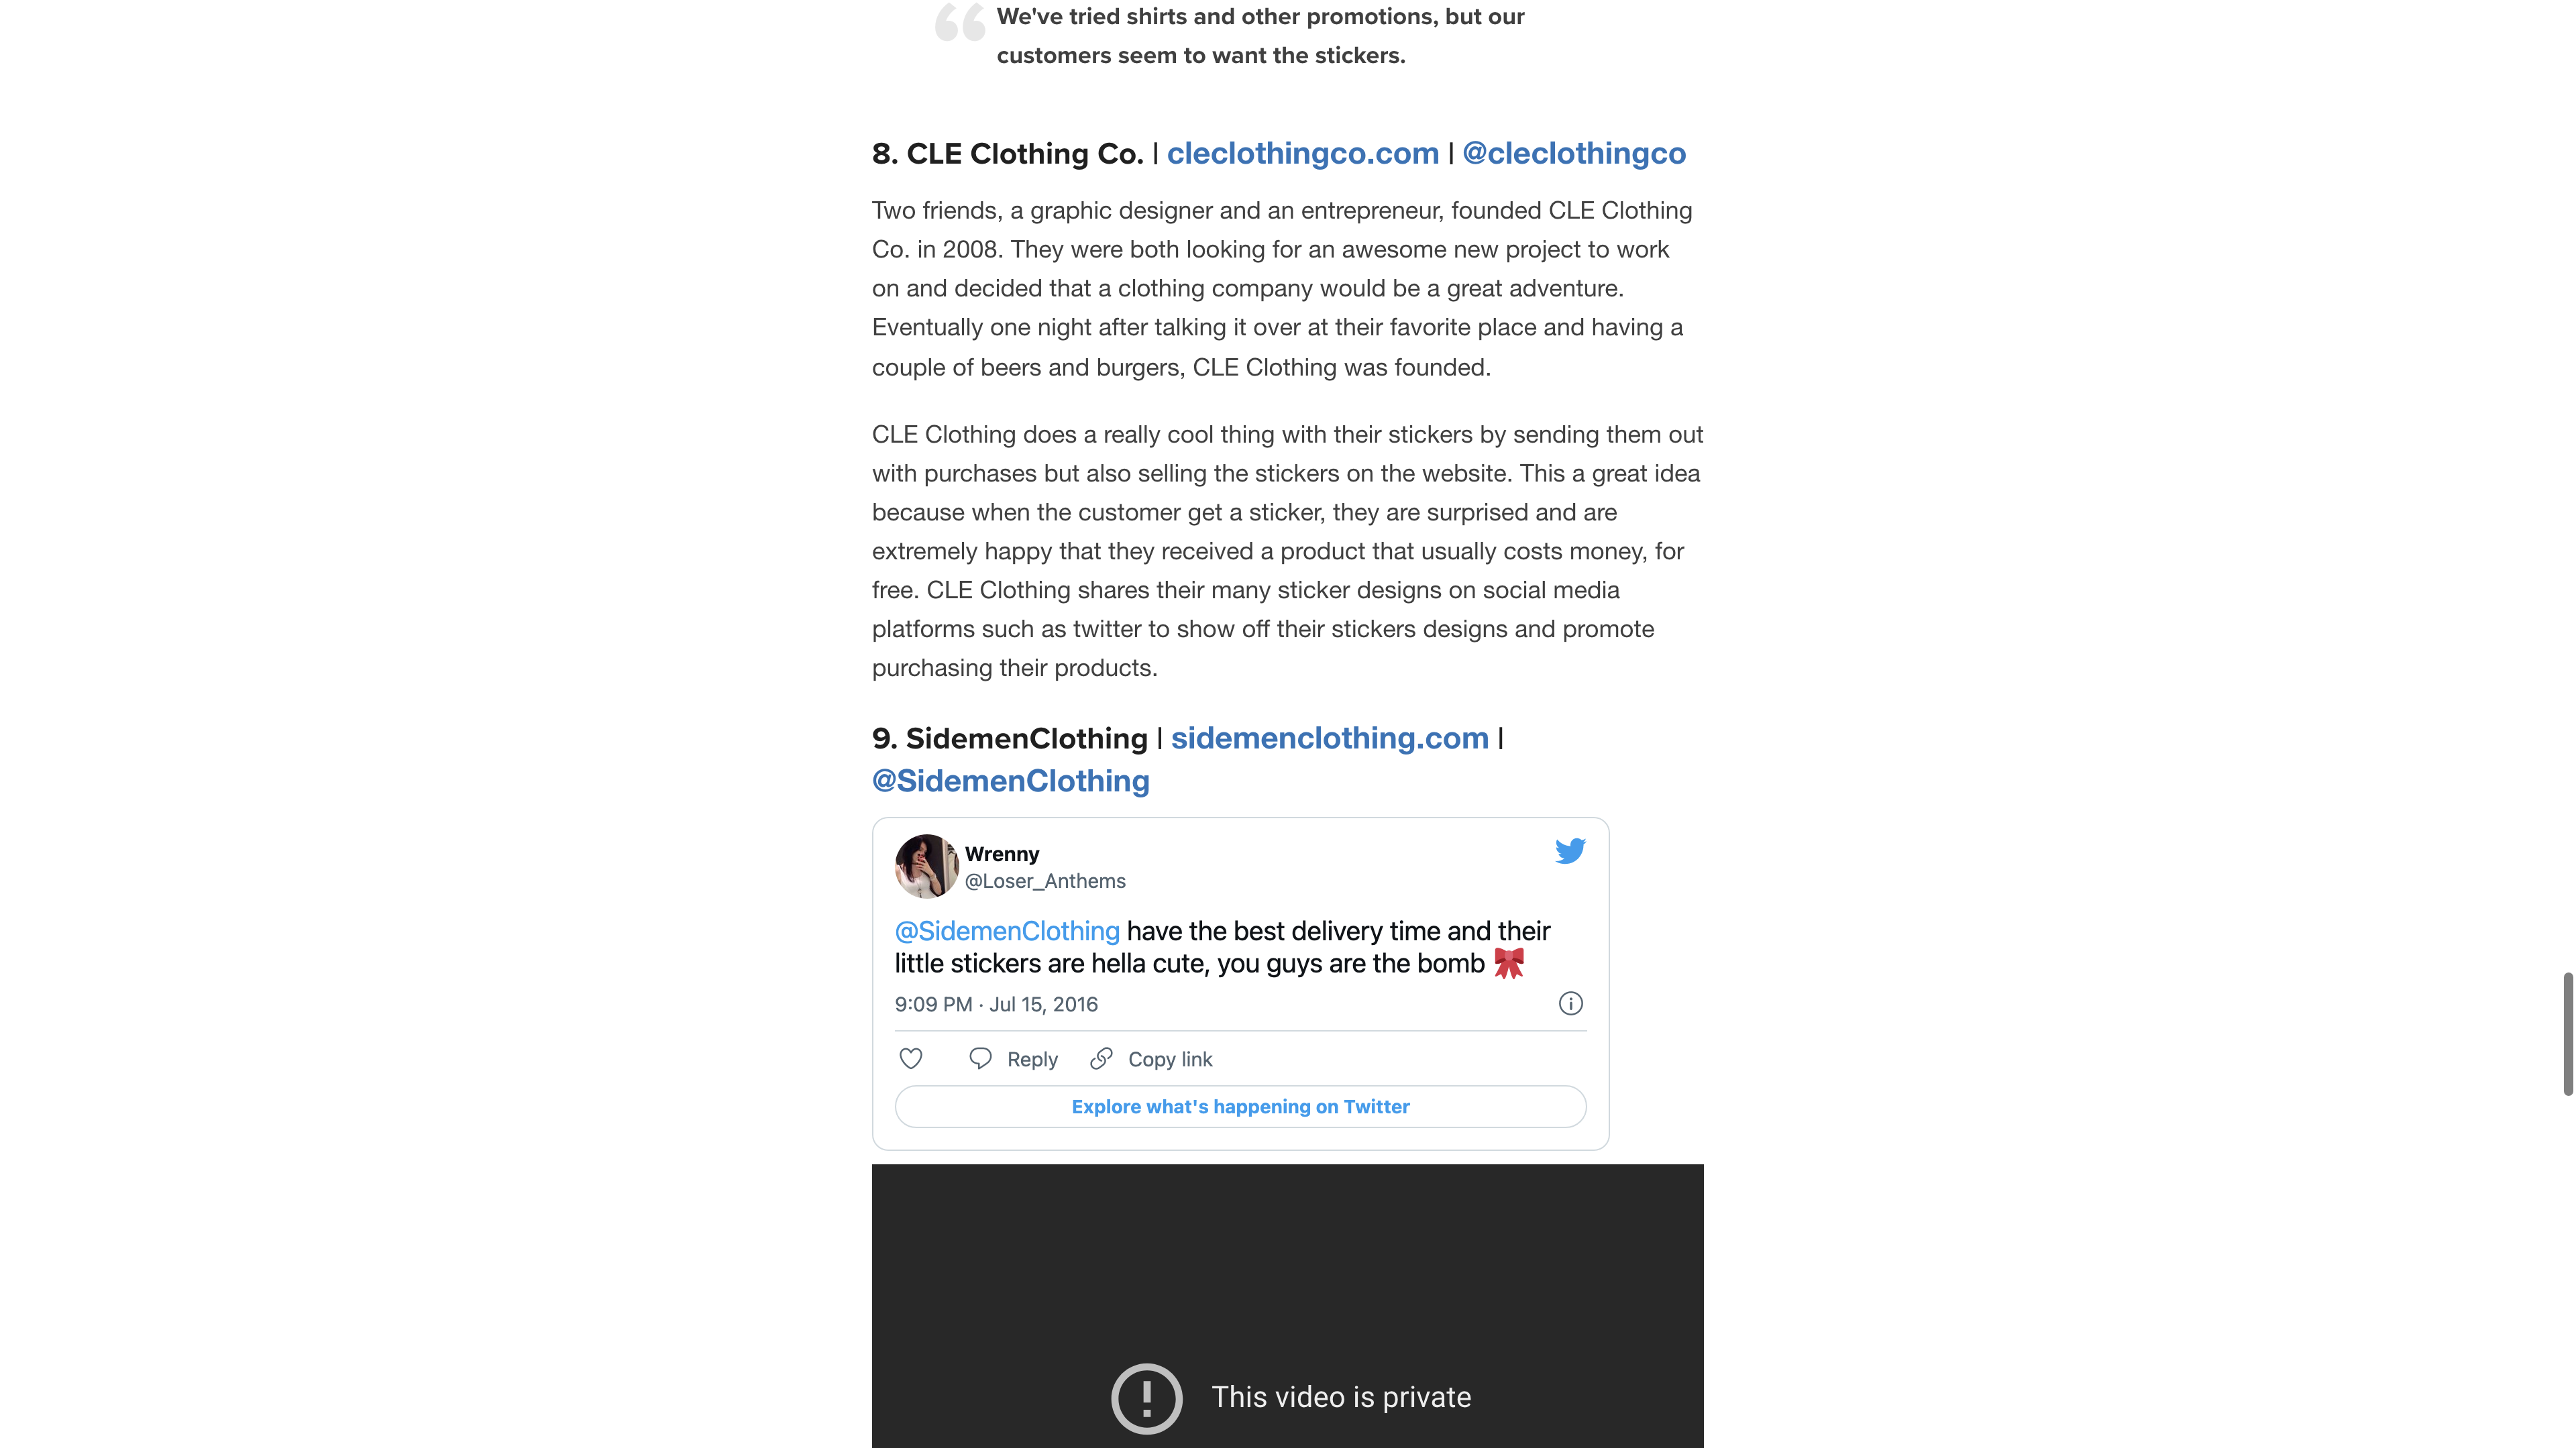 We've tried shirts and other promotions, but our
customers seem to want the stickers.
8. CLE Clothing Co. | cleclothingco.com | @cleclothingco
Two friends, a graphic designer and an entrepreneur, founded CLE Clothing
Co. in 2008. They were both looking for an awesome new project to work
on and decided that a clothing company would be a great adventure.
Eventually one night after talking it over at their favorite place and having a
couple of beers and burgers, CLE Clothing was founded.
CLE Clothing does a really cool thing with their stickers by sending them out
with purchases but also selling the stickers on the website. This a great idea
because when the customer get a sticker, they are surprised and are
extremely happy that they received a product that usually costs money, for
free. CLE Clothing shares their many sticker designs on social media
platforms such as twitter to show off their stickers designs and promote
purchasing their products.
9. SidemenClothing | sidemenclothing.com |
@SidemenClothing
Wrenny
@Loser_Anthems
@SidemenClothing have the best delivery time and their
little stickers are hella cute, you guys are the bomb 🎀
9:09 PM · Jul 15, 2016
Reply Copy link
Explore what's happening on Twitter
This video is private